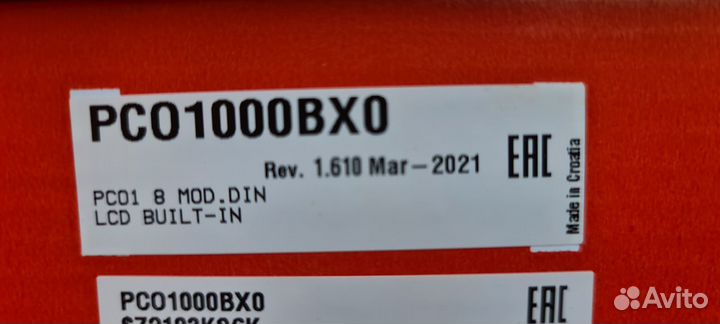 PCO1000BX0
Rev. 1.610 Mar-2021
EAC
Made in Croatia
PCO1 8 MOD.DIN
LCD BUILT-IN
PCO1000BX0
EAC
Avito